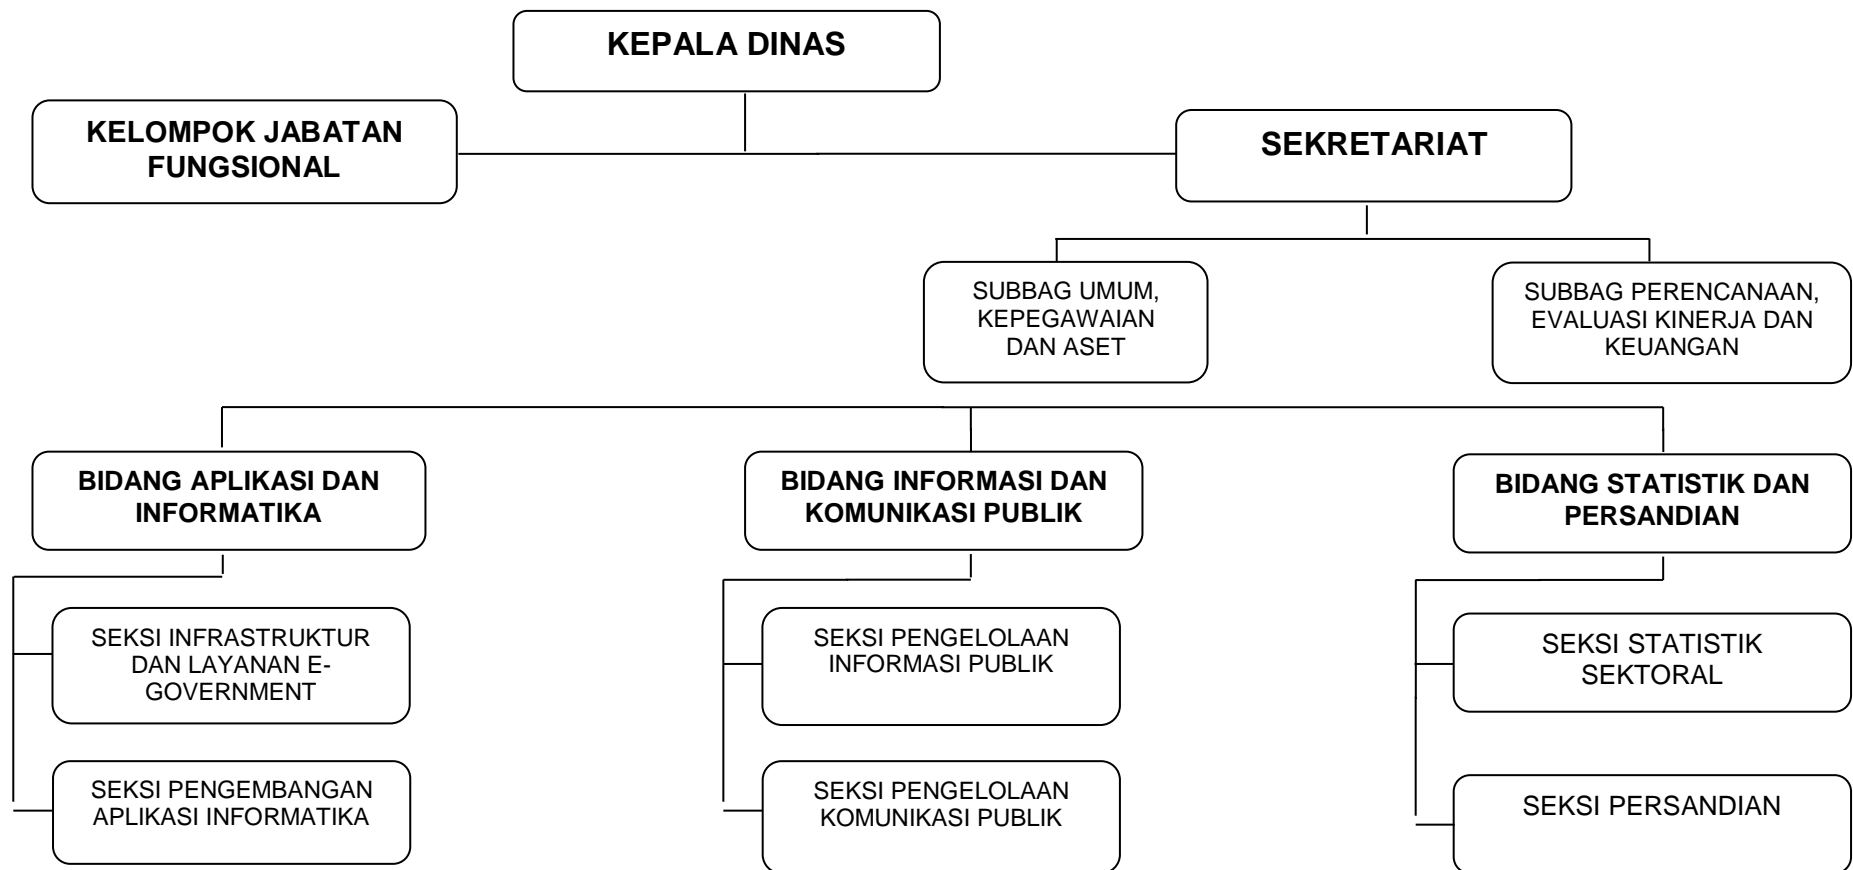 KEPALA DINAS
KELOMPOK JABATAN
FUNGSIONAL
SEKRETARIAT
SUBBAG UMUM,
KEPEGAWAIAN
DAN ASET
SUBBAG PERENCANAAN,
EVALUASI KINERJA DAN
KEUANGAN
BIDANG APLIKASI DAN
INFORMATIKA
BIDANG INFORMASI DAN
KOMUNIKASI PUBLIK
BIDANG STATISTIK DAN
PERSANDIAN
SEKSI INFRASTRUKTUR
DAN LAYANAN E-
GOVERNMENT
SEKSI PENGELOLAAN
INFORMASI PUBLIK
SEKSI STATISTIK
SEKTORAL
SEKSI PENGEMBANGAN
APLIKASI INFORMATIKA
SEKSI PENGELOLAAN
KOMUNIKASI PUBLIK
SEKSI PERSANDIAN